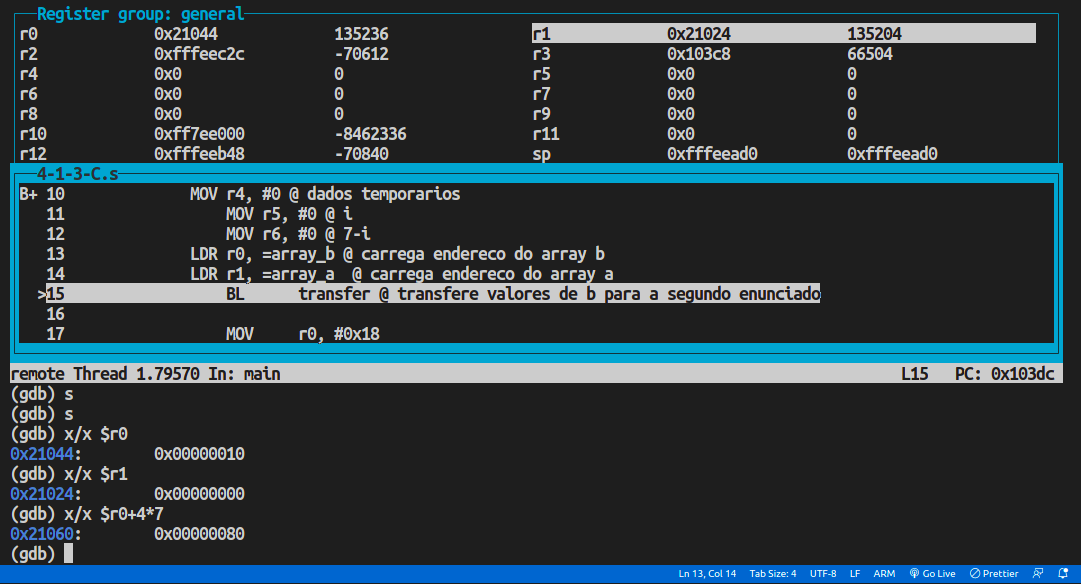 Register group: general
r0 0x21044 135236 r1 0x21024 135204
r2 0xfffeec2c -70612 r3 0x103c8 66504
r4 0x0 0 r5 0x0 0
r6 0x0 0 r7 0x0 0
r8 0x0 0 r9 0x0 0
r10 0xff7ee000 -8462336 r11 0x0 0
r12 0xfffeeb48 -70840 sp 0xfffeead0 0xfffeead0
4-1-3-C.s
B+ 10 MOV r4, #0 @ dados temporarios
11 MOV r5, #0 @ i
12 MOV r6, #0 @ 7-i
13 LDR r0, =array_b @ carrega endereco do array b
14 LDR r1, =array_a @ carrega endereco do array a
>15 BL transfer @ transfere valores de b para a segundo enunciado
16
17 MOV r0, #0x18
remote Thread 1.79570 In: main L15 PC: 0x103dc
(gdb) s
(gdb) s
(gdb) x/x $r0
0x21044: 0x00000010
(gdb) x/x $r1
0x21024: 0x00000000
(gdb) x/x $r0+4*7
0x21060: 0x00000080
(gdb)
Ln 13, Col 14 Tab Size: 4 UTF-8 LF ARM Go Live Prettier